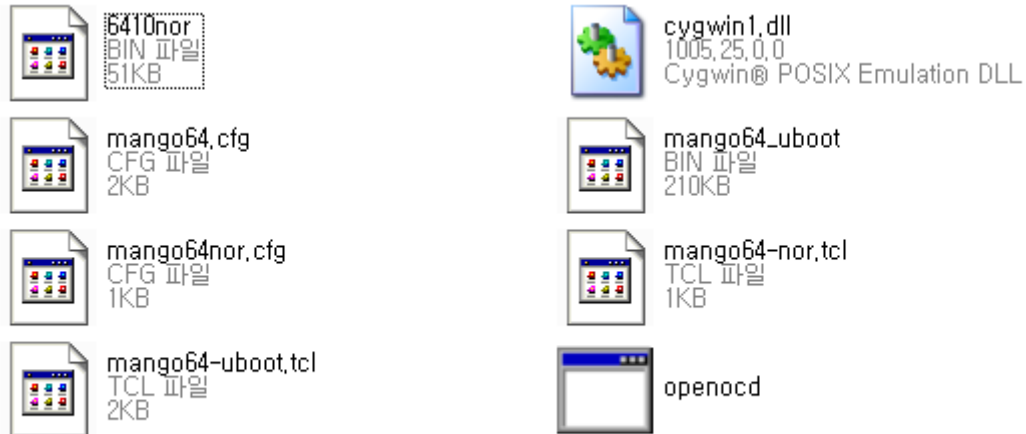 6410nor
BIN 파일
51KB
cygwin1.dll
1005.25.0.0
Cygwin® POSIX Emulation DLL
mango64.cfg
CFG 파일
2KB
mango64_uboot
BIN 파일
210KB
mango64nor.cfg
CFG 파일
1KB
mango64-nor.tcl
TCL 파일
1KB
mango64-uboot.tcl
TCL 파일
2KB
openocd